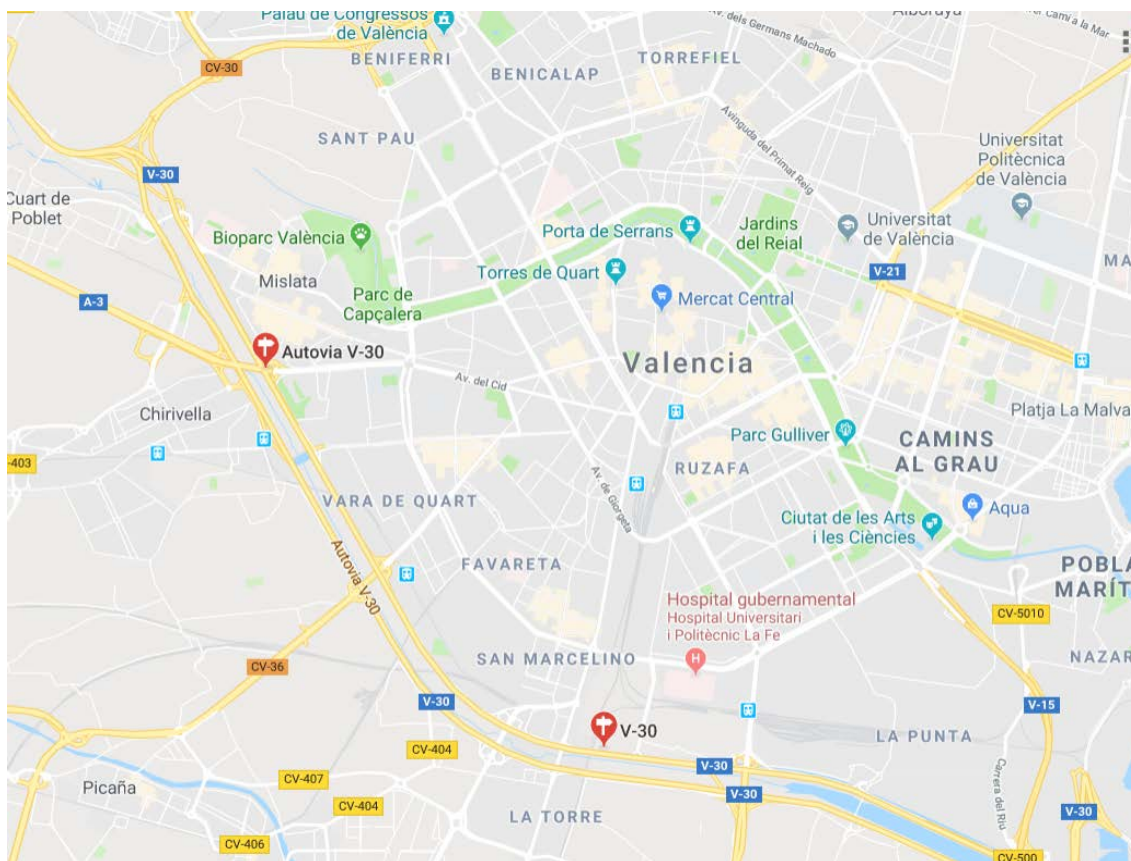 Palau de Congressos
de València
Av. dels Germans Machado
Alboraya
Camí a la Mar
BENIFERRI
BENICALAP
TORREFIEL
CV-30
SANT PAU
Avinguda del Primat Reig
Universitat
Politècnica
de València
V-30
Cuart de
Poblet
Bioparc València
Porta de Serrans
Jardins
del Reial
Universitat
de València
Mislata
Torres de Quart
V-21
MA
A-3
Parc de
Capçalera
Mercat Central
Autovia V-30
Valencia
Av. del Cid
Chirivella
Platja La Malva
Parc Gulliver
CAMINS
AL GRAU
-403
RUZAFA
VARA DE QUART
Av. de Giorgeta
Aqua
Ciutat de les Arts
i les Ciències
Autovia V-30
FAVARETA
POBLA
MARÍT
Hospital gubernamental
Hospital Universitari
i Politècnic La Fe
CV-5010
H
SAN MARCELINO
NAZAR
CV-36
V-30
V-15
V-30
LA PUNTA
CV-404
V-30
CV-407
Picaña
V-30
V-30
CV-404
LA TORRE
Carrera del Riu
CV-406
CV-500